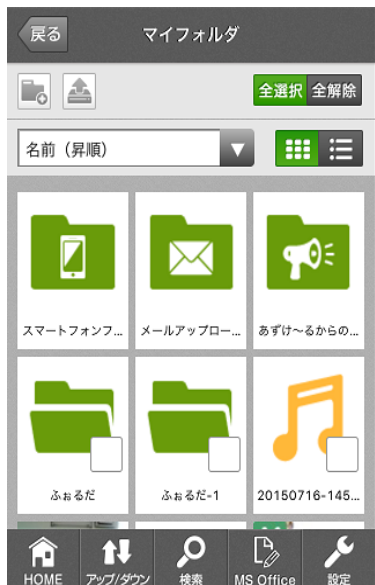 戻る
マイフォルダ
全選択 全解除
名前（昇順）
スマートフォンフ... メールアップロー... あずけ〜るからの...
ふぉるだ ふぉるだ-1 20150716-145...
HOME アップ/ダウン 検索 MS Office 設定